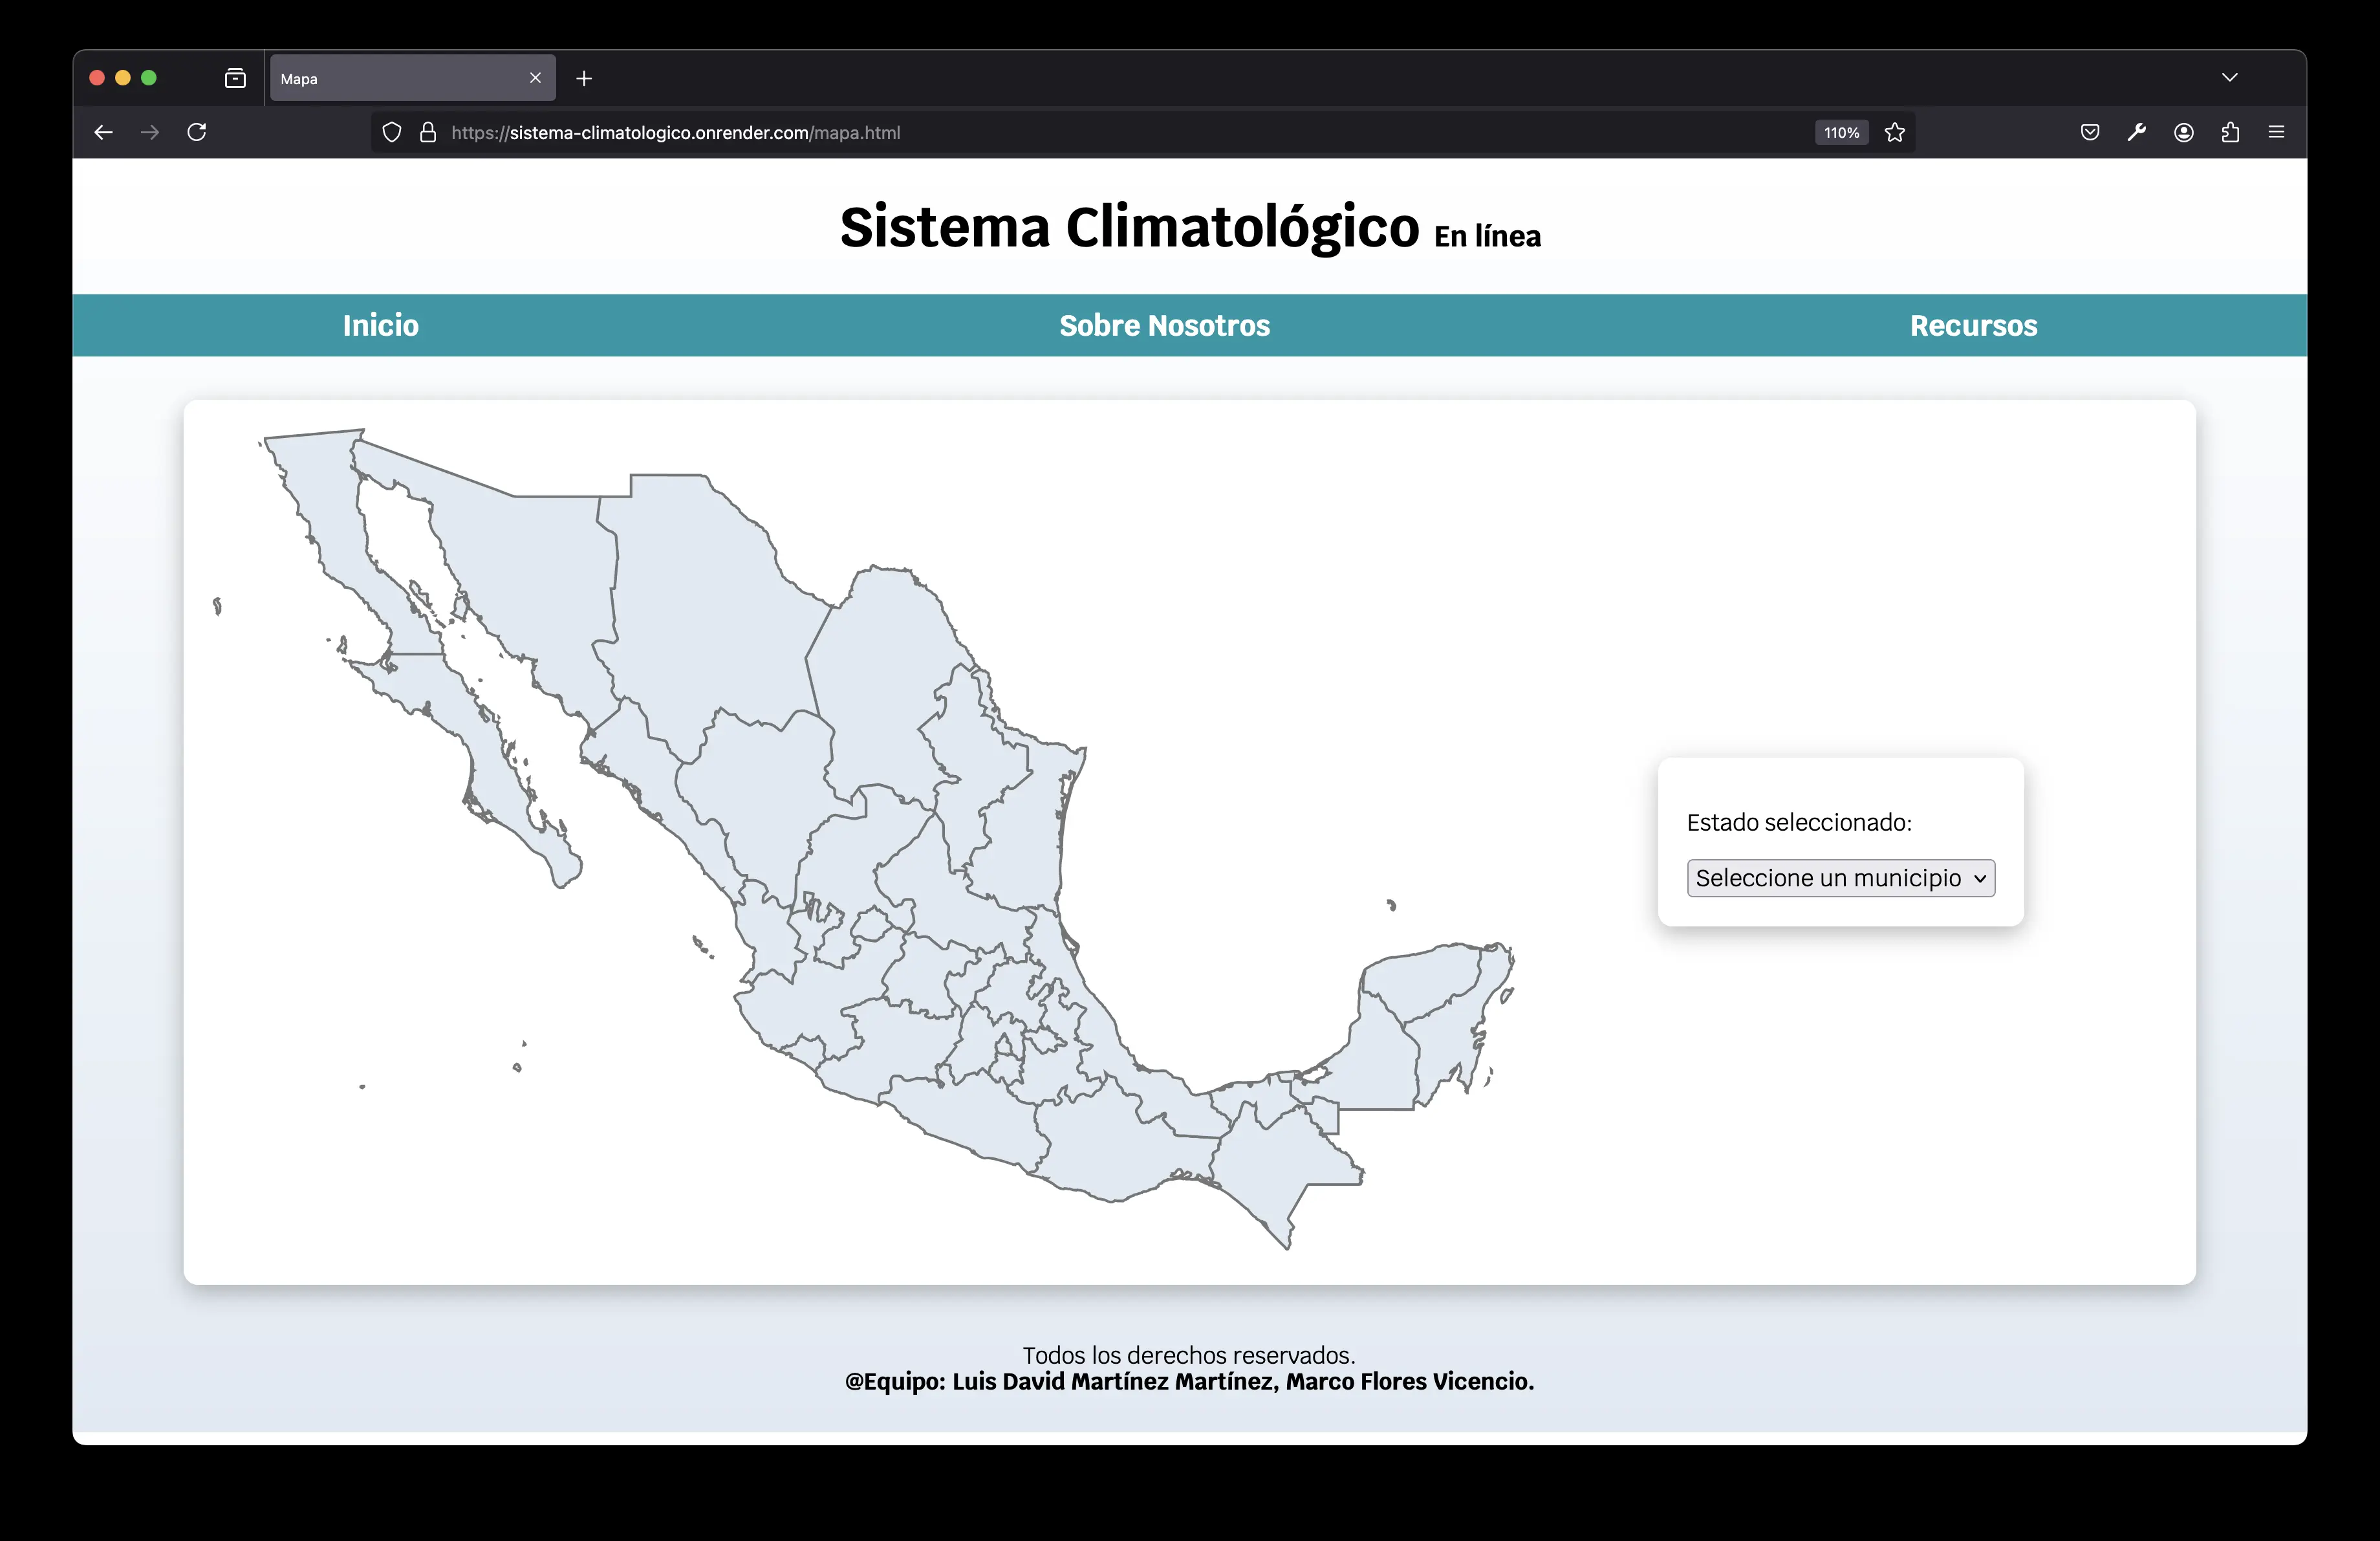 Mapa
https://sistema-climatologico.onrender.com/mapa.html
110%
Sistema Climatológico En línea
Inicio
Sobre Nosotros
Recursos
Estado seleccionado:
Seleccione un municipio
Todos los derechos reservados.
@Equipo: Luis David Martínez Martínez, Marco Flores Vicencio.